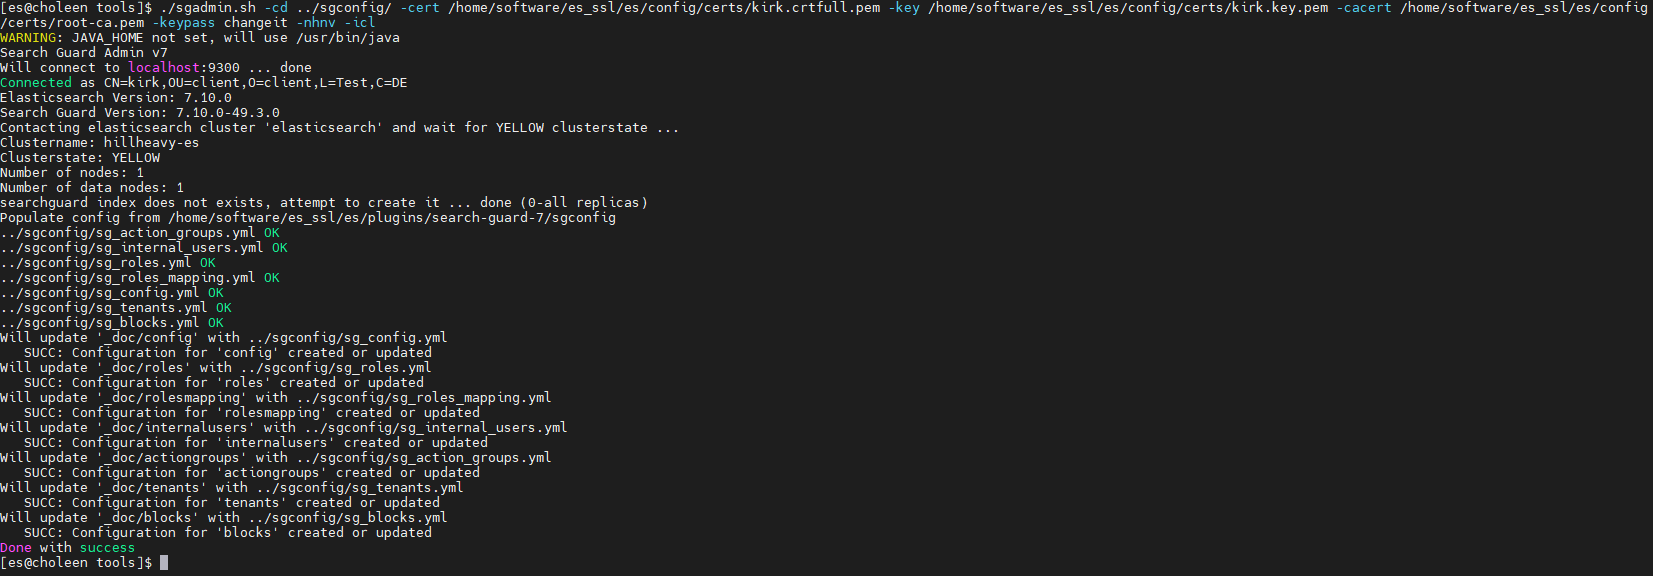 [es@choleen tools]$ ./sgadmin.sh -cd ../sgconfig/ -cert /home/software/es_ssl/es/config/certs/kirk.crtfull.pem -key /home/software/es_ssl/es/config/certs/kirk.key.pem -cacert /home/software/es_ssl/es/config
/certs/root-ca.pem -keypass changeit -nhnv -icl
WARNING: JAVA_HOME not set, will use /usr/bin/java
Search Guard Admin v7
Will connect to localhost:9300 ... done
Connected as CN=kirk,OU=client,O=client,L=Test,C=DE
Elasticsearch Version: 7.10.0
Search Guard Version: 7.10.0-49.3.0
Contacting elasticsearch cluster 'elasticsearch' and wait for YELLOW clusterstate ...
Clustername: hillheavy-es
Clusterstate: YELLOW
Number of nodes: 1
Number of data nodes: 1
searchguard index does not exists, attempt to create it ... done (0-all replicas)
Populate config from /home/software/es_ssl/es/plugins/search-guard-7/sgconfig
../sgconfig/sg_action_groups.yml OK
../sgconfig/sg_internal_users.yml OK
../sgconfig/sg_roles.yml OK
../sgconfig/sg_roles_mapping.yml OK
../sgconfig/sg_config.yml OK
../sgconfig/sg_tenants.yml OK
../sgconfig/sg_blocks.yml OK
Will update '_doc/config' with ../sgconfig/sg_config.yml
   SUCC: Configuration for 'config' created or updated
Will update '_doc/roles' with ../sgconfig/sg_roles.yml
   SUCC: Configuration for 'roles' created or updated
Will update '_doc/rolesmapping' with ../sgconfig/sg_roles_mapping.yml
   SUCC: Configuration for 'rolesmapping' created or updated
Will update '_doc/internalusers' with ../sgconfig/sg_internal_users.yml
   SUCC: Configuration for 'internalusers' created or updated
Will update '_doc/actiongroups' with ../sgconfig/sg_action_groups.yml
   SUCC: Configuration for 'actiongroups' created or updated
Will update '_doc/tenants' with ../sgconfig/sg_tenants.yml
   SUCC: Configuration for 'tenants' created or updated
Will update '_doc/blocks' with ../sgconfig/sg_blocks.yml
   SUCC: Configuration for 'blocks' created or updated
Done with success
[es@choleen tools]$